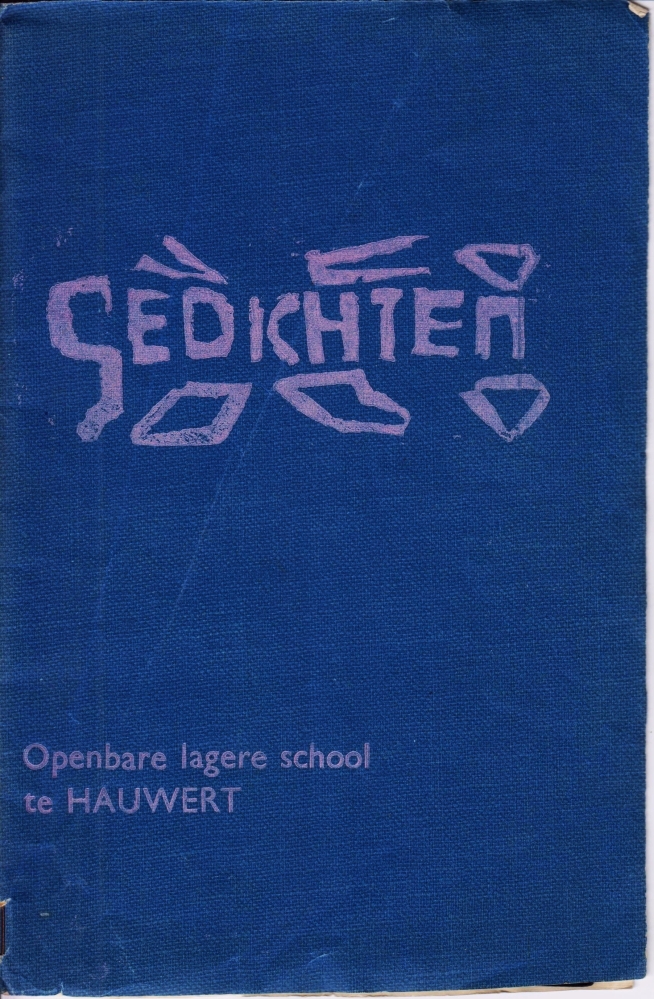 GEDICHTEN
Openbare lagere school
te HAUWERT